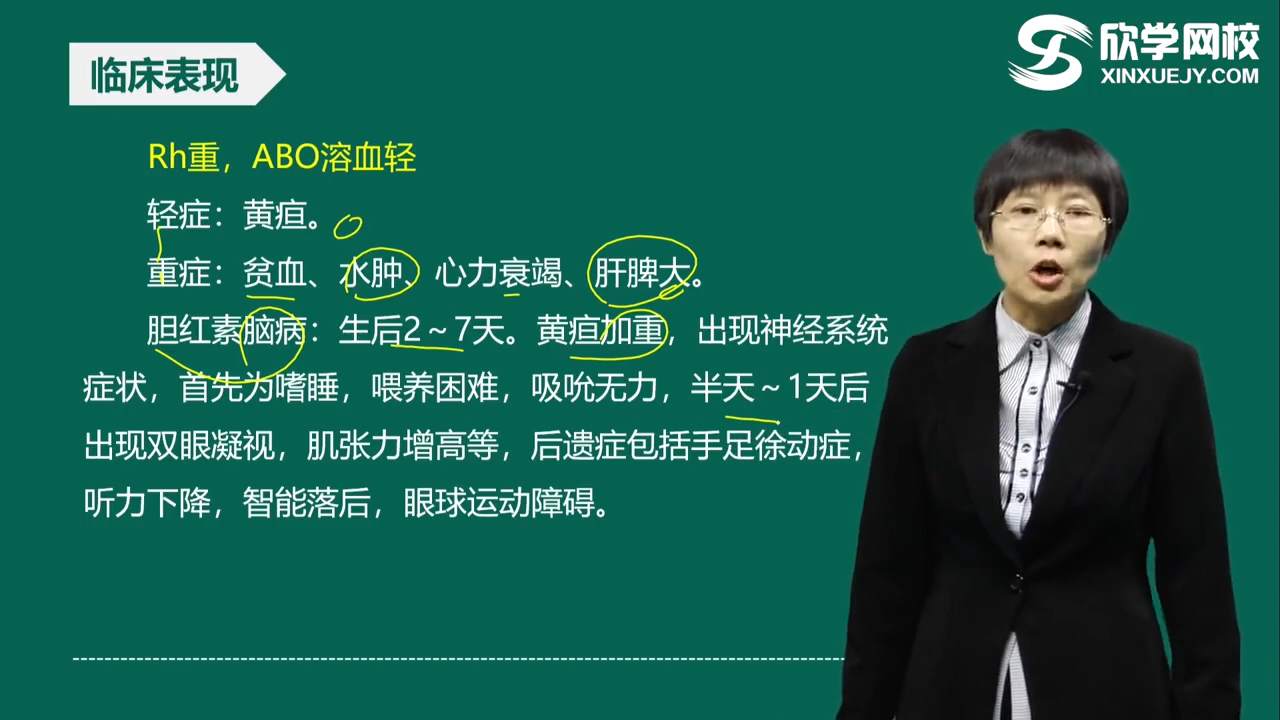 欣学网校
XINXUEJY.COM
临床表现
Rh重，ABO溶血轻
轻症：黄疸。
重症：贫血、水肿、心力衰竭、肝脾大。
胆红素脑病：生后2～7天。黄疸加重，出现神经系统
症状，首先为嗜睡，喂养困难，吸吮无力，半天～1天后
出现双眼凝视，肌张力增高等，后遗症包括手足徐动症，
听力下降，智能落后，眼球运动障碍。